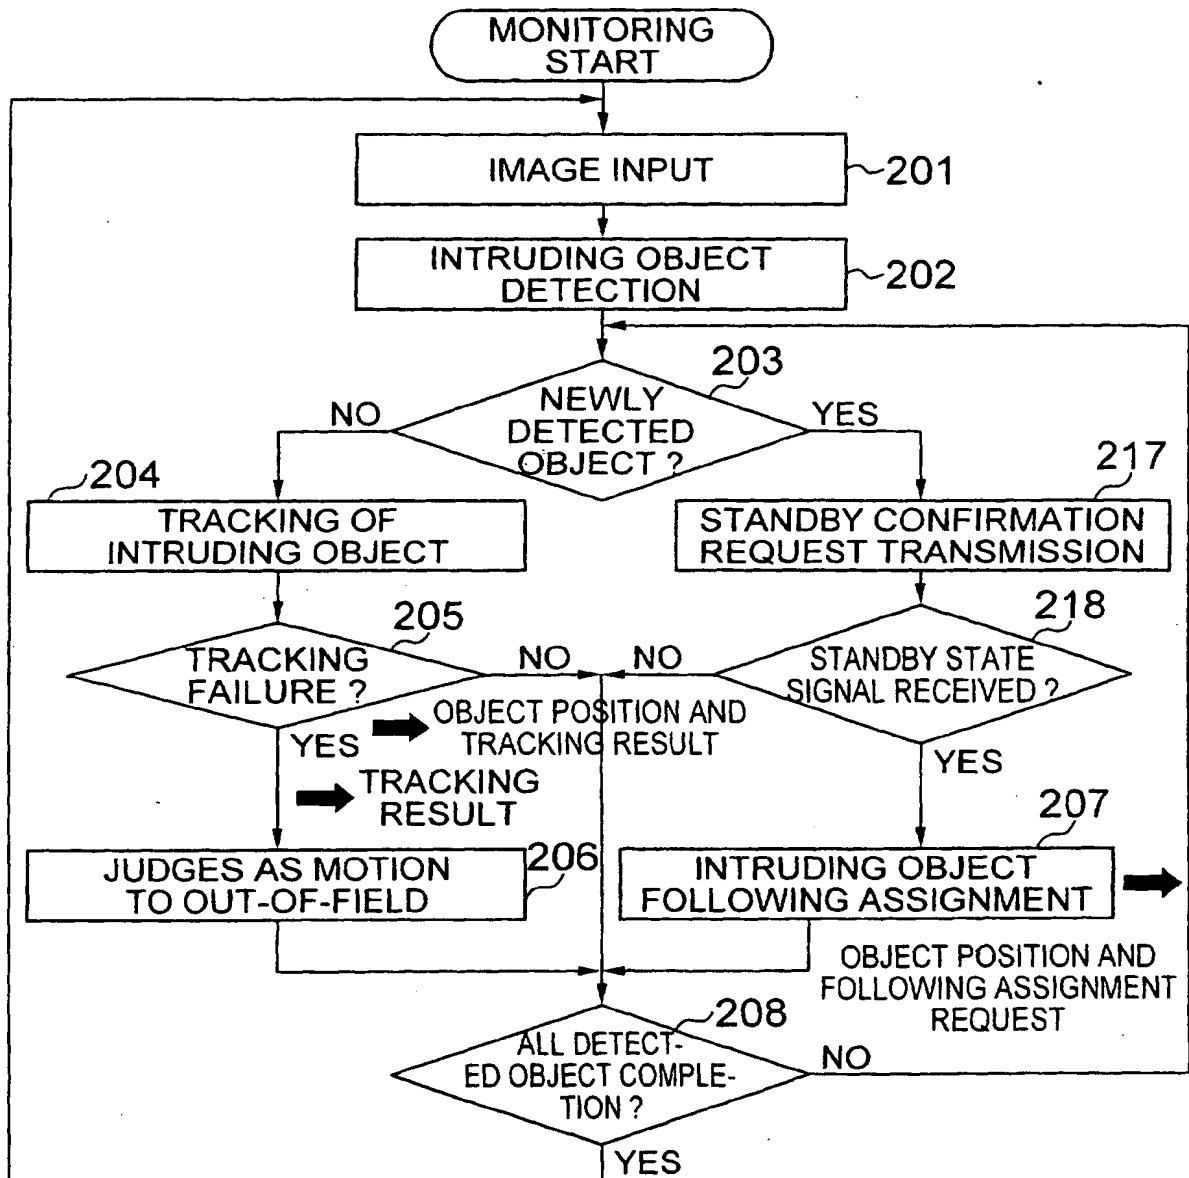 MONITORING
START
IMAGE INPUT
201
INTRUDING OBJECT
DETECTION
202
203
NEWLY
DETECTED
OBJECT ?
NO
YES
204
TRACKING OF
INTRUDING OBJECT
217
STANDBY CONFIRMATION
REQUEST TRANSMISSION
205
TRACKING
FAILURE ?
NO
NO
218
STANDBY STATE
SIGNAL RECEIVED ?
YES
OBJECT POSITION AND
TRACKING RESULT
YES
TRACKING
RESULT
JUDGES AS MOTION
TO OUT-OF-FIELD
206
207
INTRUDING OBJECT
FOLLOWING ASSIGNMENT
OBJECT POSITION AND
FOLLOWING ASSIGNMENT
REQUEST
208
ALL DETECT-
ED OBJECT COMPLE-
TION ?
NO
YES